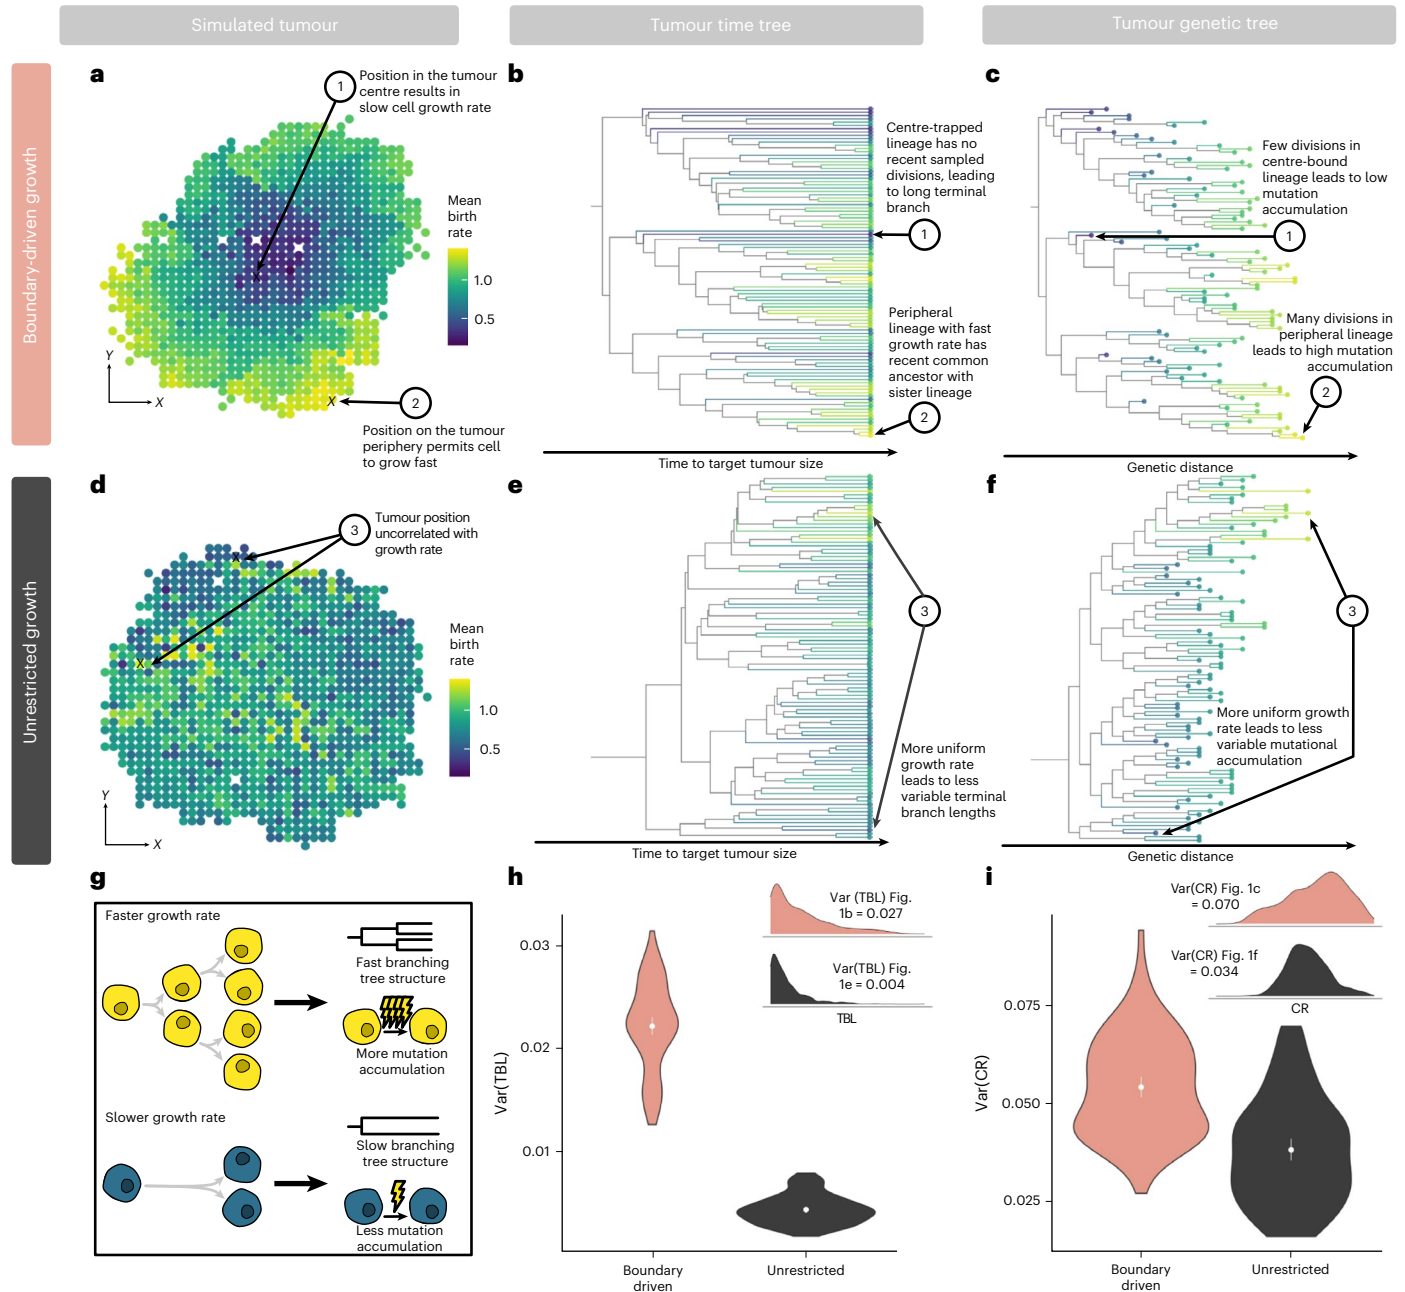 Simulated tumour
Tumour time tree
Tumour genetic tree
Boundary-driven growth
a
1
Position in the tumour
centre results in
slow cell growth rate
Mean
birth
rate
1.0
0.5
X
Y
X
X
2
Position on the tumour
periphery permits cell
to grow fast
b
Centre-trapped
lineage has no
recent sampled
divisions, leading
to long terminal
branch
1
Peripheral
lineage with fast
growth rate has
recent common
ancestor with
sister lineage
2
Time to target tumour size
c
Few divisions in
centre-bound
lineage leads to low
mutation
accumulation
1
Many divisions in
peripheral lineage
leads to high mutation
accumulation
2
Genetic distance
Unrestricted growth
d
3
Tumour position
uncorrelated with
growth rate
X
X
Mean
birth
rate
1.0
0.5
Y
X
e
3
More uniform
growth rate
leads to less
variable terminal
branch lengths
Time to target tumour size
f
3
More uniform growth
rate leads to less
variable mutational
accumulation
Genetic distance
g
Faster growth rate
Fast branching
tree structure
More mutation
accumulation
Slower growth rate
Slow branching
tree structure
Less mutation
accumulation
h
Var (TBL) Fig.
1b = 0.027
Var(TBL) Fig.
1e = 0.004
TBL
Var(TBL)
0.03
0.02
0.01
Boundary
driven
Unrestricted
i
Var(CR) Fig. 1c
= 0.070
Var(CR) Fig. 1f
= 0.034
CR
Var(CR)
0.075
0.050
0.025
Boundary
driven
Unrestricted